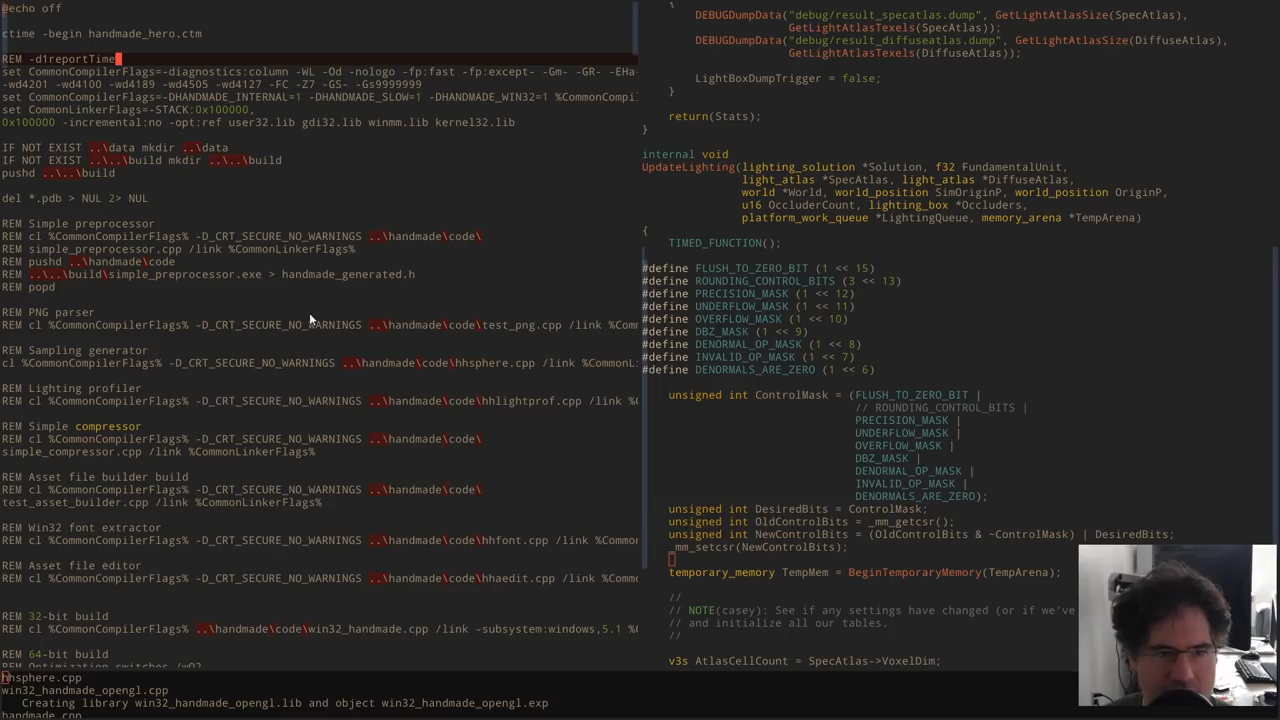 @echo off
ctime -begin handmade_hero.ctm
REM -d1reportTime
set CommonCompilerFlags=-diagnostics:column -WL -Od -nologo -fp:fast -fp:except- -Gm- -GR- -EHa-
-wd4201 -wd4100 -wd4189 -wd4505 -wd4127 -FC -Z7 -GS- -Gs9999999
set CommonCompilerFlags=-DHANDMADE_INTERNAL=1 -DHANDMADE_SLOW=1 -DHANDMADE_WIN32=1 %CommonCompi
set CommonLinkerFlags=-STACK:0x100000,
0x100000 -incremental:no -opt:ref user32.lib gdi32.lib winmm.lib kernel32.lib
IF NOT EXIST ..\data mkdir ..\data
IF NOT EXIST ..\..\build mkdir ..\..\build
pushd ..\..\build
del *.pdb > NUL 2> NUL
REM Simple preprocessor
REM cl %CommonCompilerFlags% -D_CRT_SECURE_NO_WARNINGS ..\handmade\code\
REM simple_preprocessor.cpp /link %CommonLinkerFlags%
REM pushd ..\handmade\code
REM ..\..\build\simple_preprocessor.exe > handmade_generated.h
REM popd
REM PNG parser
REM cl %CommonCompilerFlags% -D_CRT_SECURE_NO_WARNINGS ..\handmade\code\test_png.cpp /link %Com
REM Sampling generator
REM cl %CommonCompilerFlags% -D_CRT_SECURE_NO_WARNINGS ..\handmade\code\hhsphere.cpp /link %CommonL
REM Lighting profiler
REM cl %CommonCompilerFlags% -D_CRT_SECURE_NO_WARNINGS ..\handmade\code\hhlightprof.cpp /link %
REM Simple compressor
REM cl %CommonCompilerFlags% -D_CRT_SECURE_NO_WARNINGS ..\handmade\code\
simple_compressor.cpp /link %CommonLinkerFlags%
REM Asset file builder build
REM cl %CommonCompilerFlags% -D_CRT_SECURE_NO_WARNINGS ..\handmade\code\
test_asset_builder.cpp /link %CommonLinkerFlags%
REM Win32 font extractor
REM cl %CommonCompilerFlags% -D_CRT_SECURE_NO_WARNINGS ..\handmade\code\hhfont.cpp /link %Commo
REM Asset file editor
REM cl %CommonCompilerFlags% -D_CRT_SECURE_NO_WARNINGS ..\handmade\code\hhaedit.cpp /link %Comm
REM 32-bit build
REM cl %CommonCompilerFlags% ..\handmade\code\win32_handmade.cpp /link -subsystem:windows,5.1 %C
REM 64-bit build
REM Optimization switches /wO2
hhsphere.cpp
win32_handmade_opengl.cpp
Creating library win32_handmade_opengl.lib and object win32_handmade_opengl.exp
handmade.cpp
{
DEBUGDumpData("debug/result_specatlas.dump", GetLightAtlasSize(SpecAtlas),
GetLightAtlasTexels(SpecAtlas));
DEBUGDumpData("debug/result_diffuseatlas.dump", GetLightAtlasSize(DiffuseAtlas),
GetLightAtlasTexels(DiffuseAtlas));
LightBoxDumpTrigger = false;
}
return(Stats);
}
internal void
UpdateLighting(lighting_solution *Solution, f32 FundamentalUnit,
light_atlas *SpecAtlas, light_atlas *DiffuseAtlas,
world *World, world_position SimOriginP, world_position OriginP,
u16 OccluderCount, lighting_box *Occluders,
platform_work_queue *LightingQueue, memory_arena *TempArena)
{
TIMED_FUNCTION();
#define FLUSH_TO_ZERO_BIT (1 << 15)
#define ROUNDING_CONTROL_BITS (3 << 13)
#define PRECISION_MASK (1 << 12)
#define UNDERFLOW_MASK (1 << 11)
#define OVERFLOW_MASK (1 << 10)
#define DBZ_MASK (1 << 9)
#define DENORMAL_OP_MASK (1 << 8)
#define INVALID_OP_MASK (1 << 7)
#define DENORMALS_ARE_ZERO (1 << 6)
unsigned int ControlMask = (FLUSH_TO_ZERO_BIT |
// ROUNDING_CONTROL_BITS |
PRECISION_MASK |
UNDERFLOW_MASK |
OVERFLOW_MASK |
DBZ_MASK |
DENORMAL_OP_MASK |
INVALID_OP_MASK |
DENORMALS_ARE_ZERO);
unsigned int DesiredBits = ControlMask;
unsigned int OldControlBits = _mm_getcsr();
unsigned int NewControlBits = (OldControlBits & ~ControlMask) | DesiredBits;
_mm_setcsr(NewControlBits);
temporary_memory TempMem = BeginTemporaryMemory(TempArena);
//
// NOTE(casey): See if any settings have changed (or if we've
// and initialize all our tables.
//
v3s AtlasCellCount = SpecAtlas->VoxelDim;